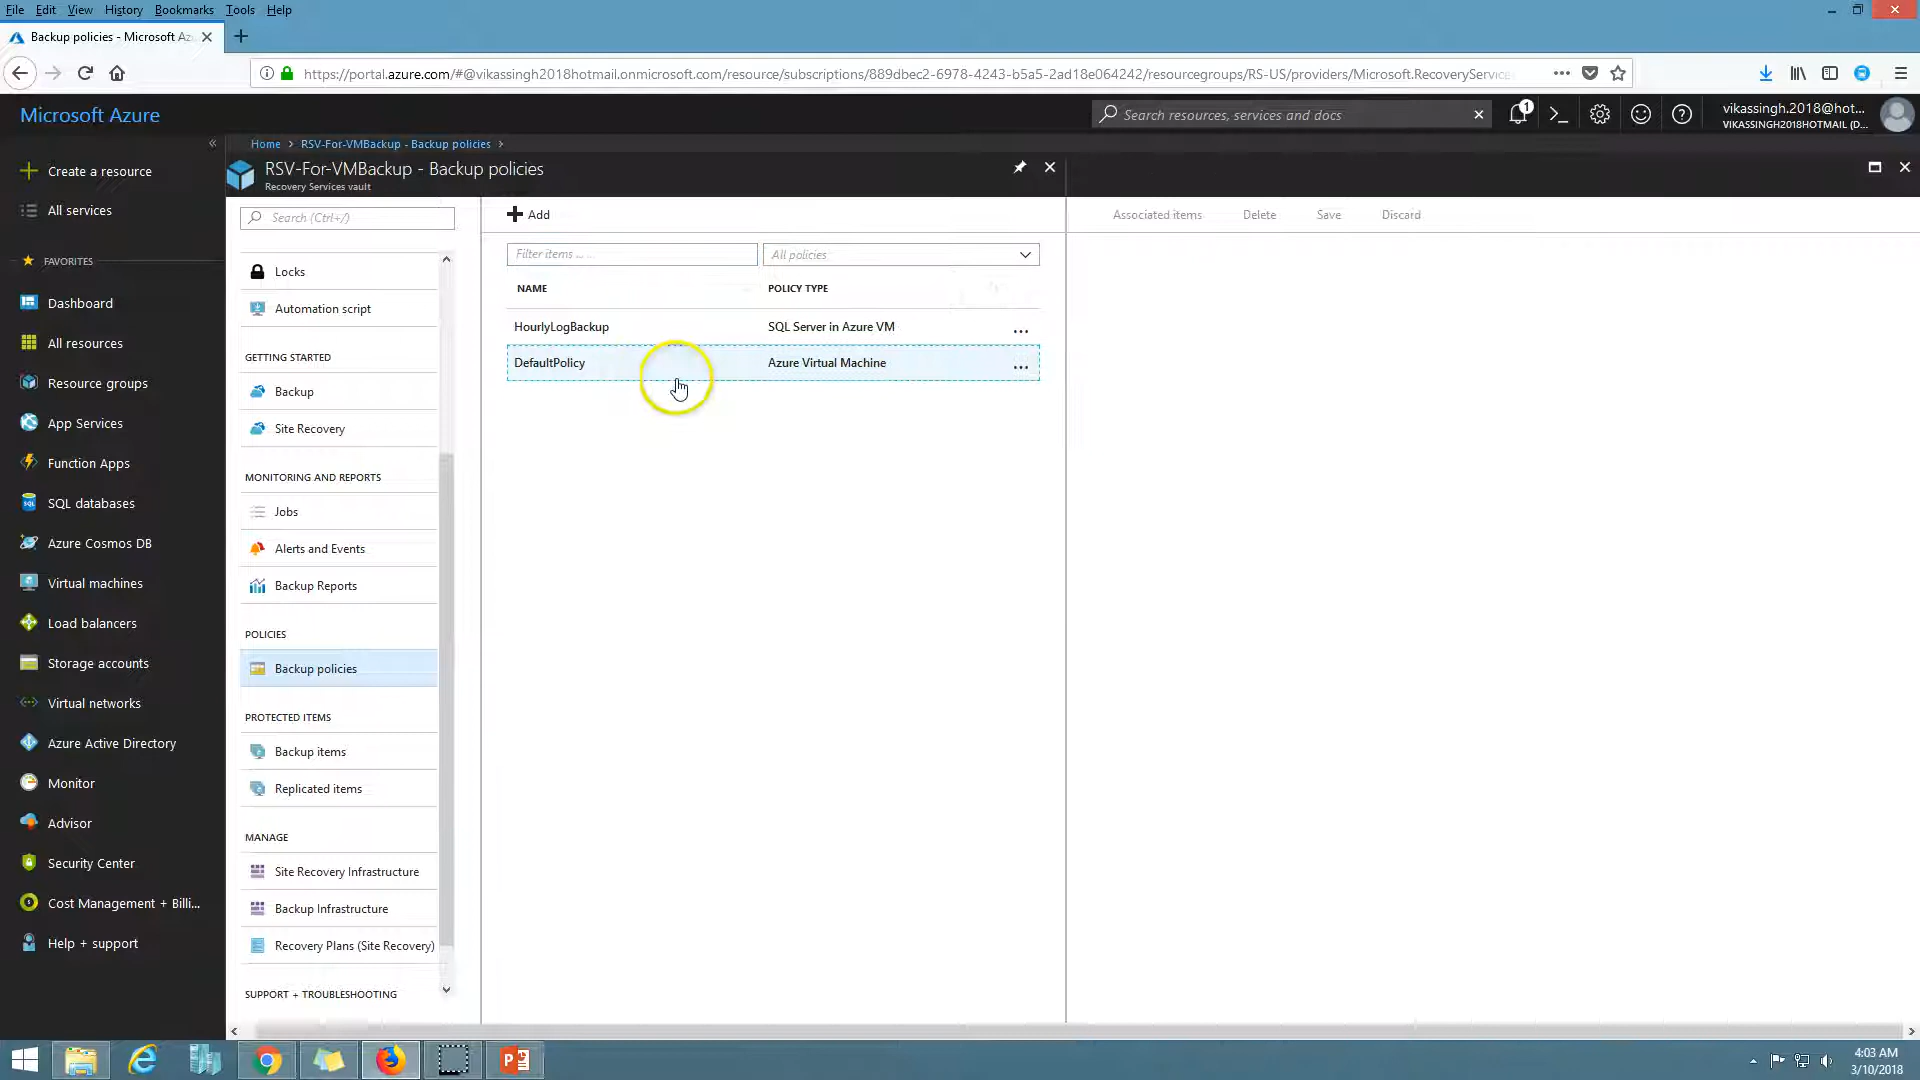 File Edit View History Bookmarks Tools Help
Backup policies - Microsoft Az
https://portal.azure.com/#@vikassingh2018hotmail.onmicrosoft.com/resource/subscriptions/889dbec2-6978-4243-b5a5-2ad18e064242/resourcegroups/RS-US/providers/Microsoft.RecoveryService
Microsoft Azure
Search resources, services and docs
1
vikassingh.2018@hot...
VIKASSINGH2018HOTMAIL (D...
Home > RSV-For-VMBackup - Backup policies >
RSV-For-VMBackup - Backup policies
Recovery Services vault
Create a resource
All services
FAVORITES
Dashboard
All resources
Resource groups
App Services
Function Apps
SQL databases
Azure Cosmos DB
Virtual machines
Load balancers
Storage accounts
Virtual networks
Azure Active Directory
Monitor
Advisor
Security Center
Cost Management + Billi...
Help + support
Search (Ctrl+/)
Locks
Automation script
GETTING STARTED
Backup
Site Recovery
MONITORING AND REPORTS
Jobs
Alerts and Events
Backup Reports
POLICIES
Backup policies
PROTECTED ITEMS
Backup items
Replicated items
MANAGE
Site Recovery Infrastructure
Backup Infrastructure
Recovery Plans (Site Recovery)
SUPPORT + TROUBLESHOOTING
Add
Filter items ...
All policies
NAME POLICY TYPE
HourlyLogBackup SQL Server in Azure VM ...
DefaultPolicy Azure Virtual Machine ...
Associated items Delete Save Discard
4:03 AM
3/10/2018